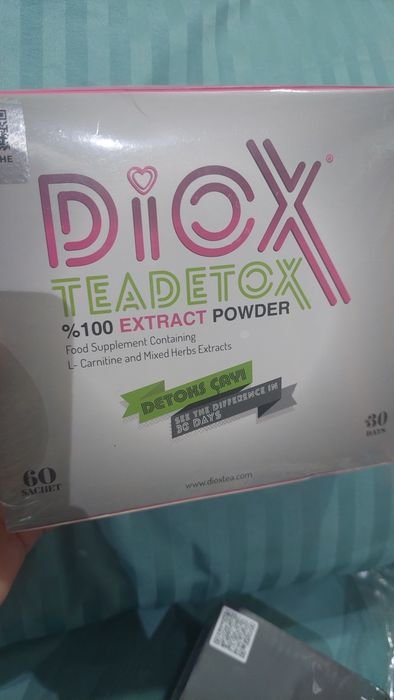 HE
DiOX®
TEADETOX
%100 EXTRACT POWDER
Food Supplement Containing
L- Carnitine and Mixed Herbs Extracts
DETOKS ÇAYI
SEE THE DIFFERENCE IN
30 DAYS
60
SACHET
30
DAYS
www.dioxtea.com